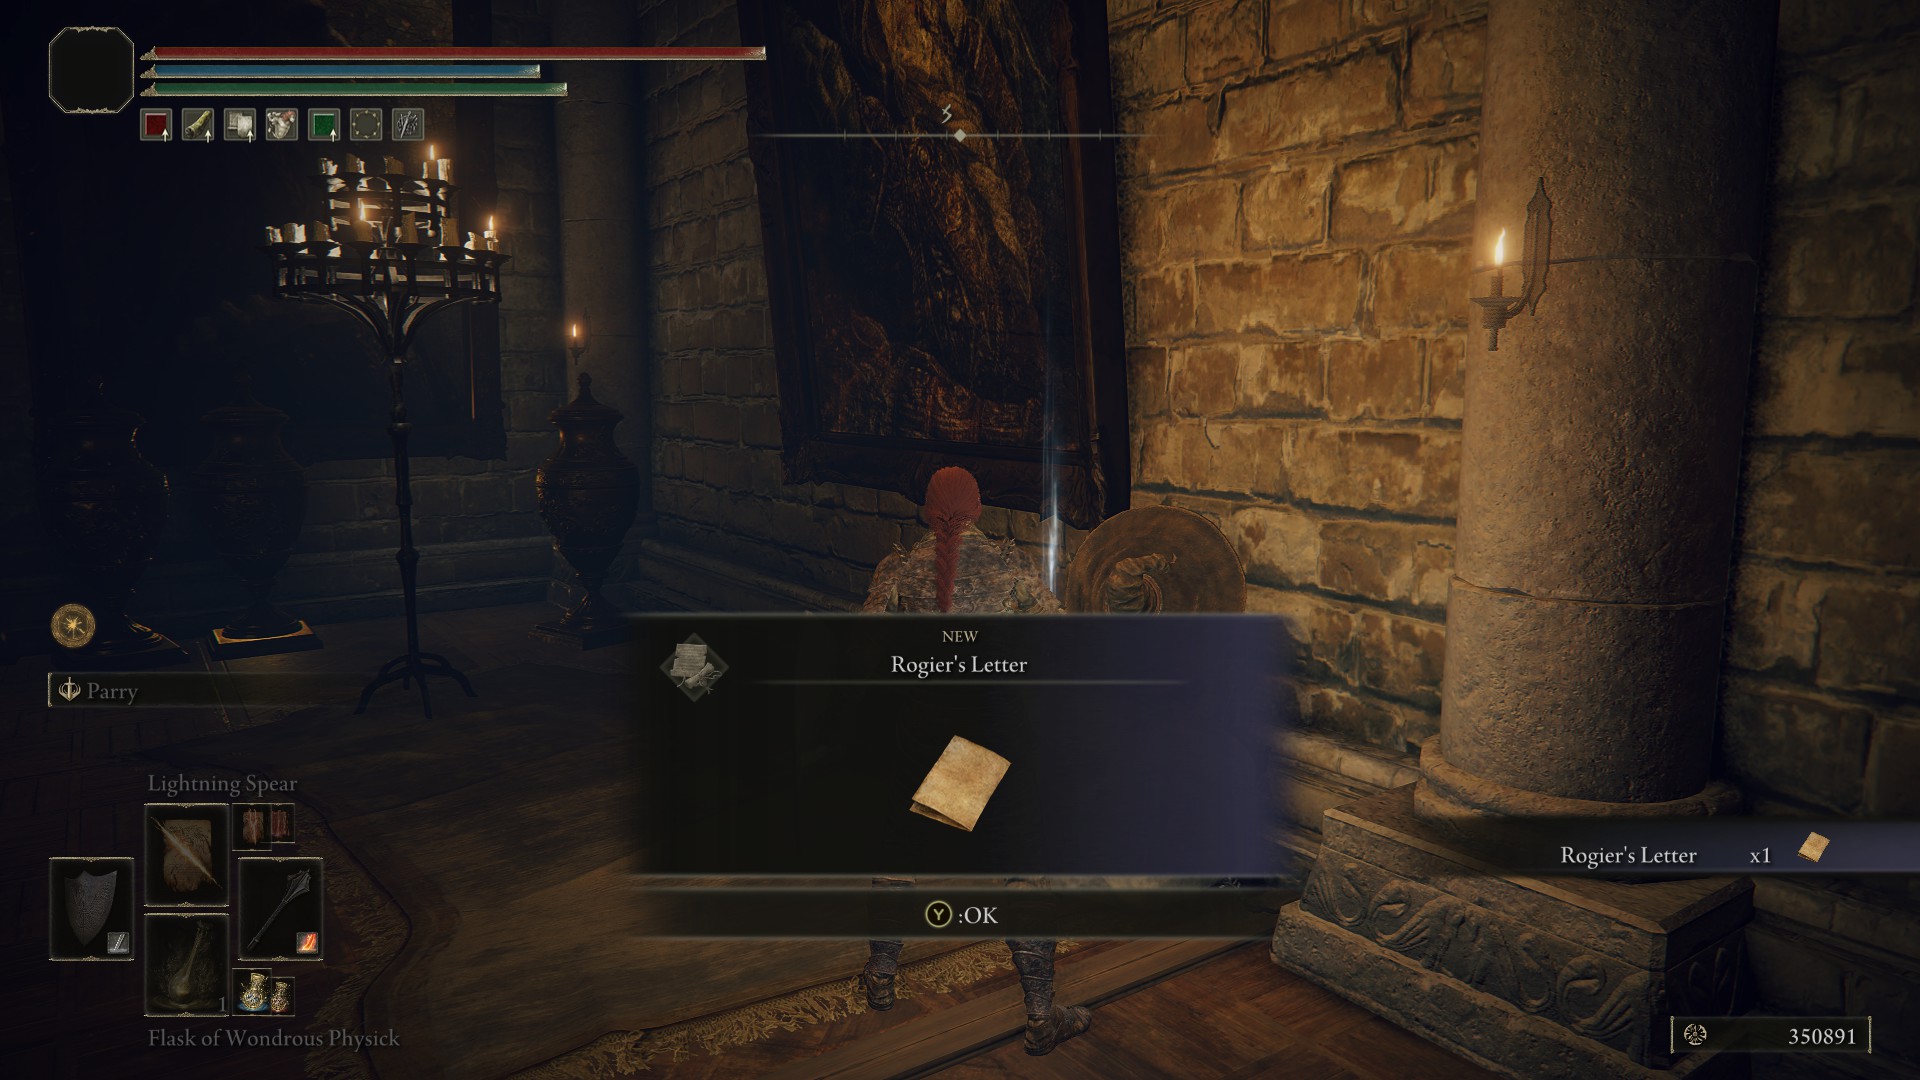 Parry
Lightning Spear
1
Flask of Wondrous Physick
NEW
Rogier's Letter
Y :OK
Rogier's Letter x1
350891